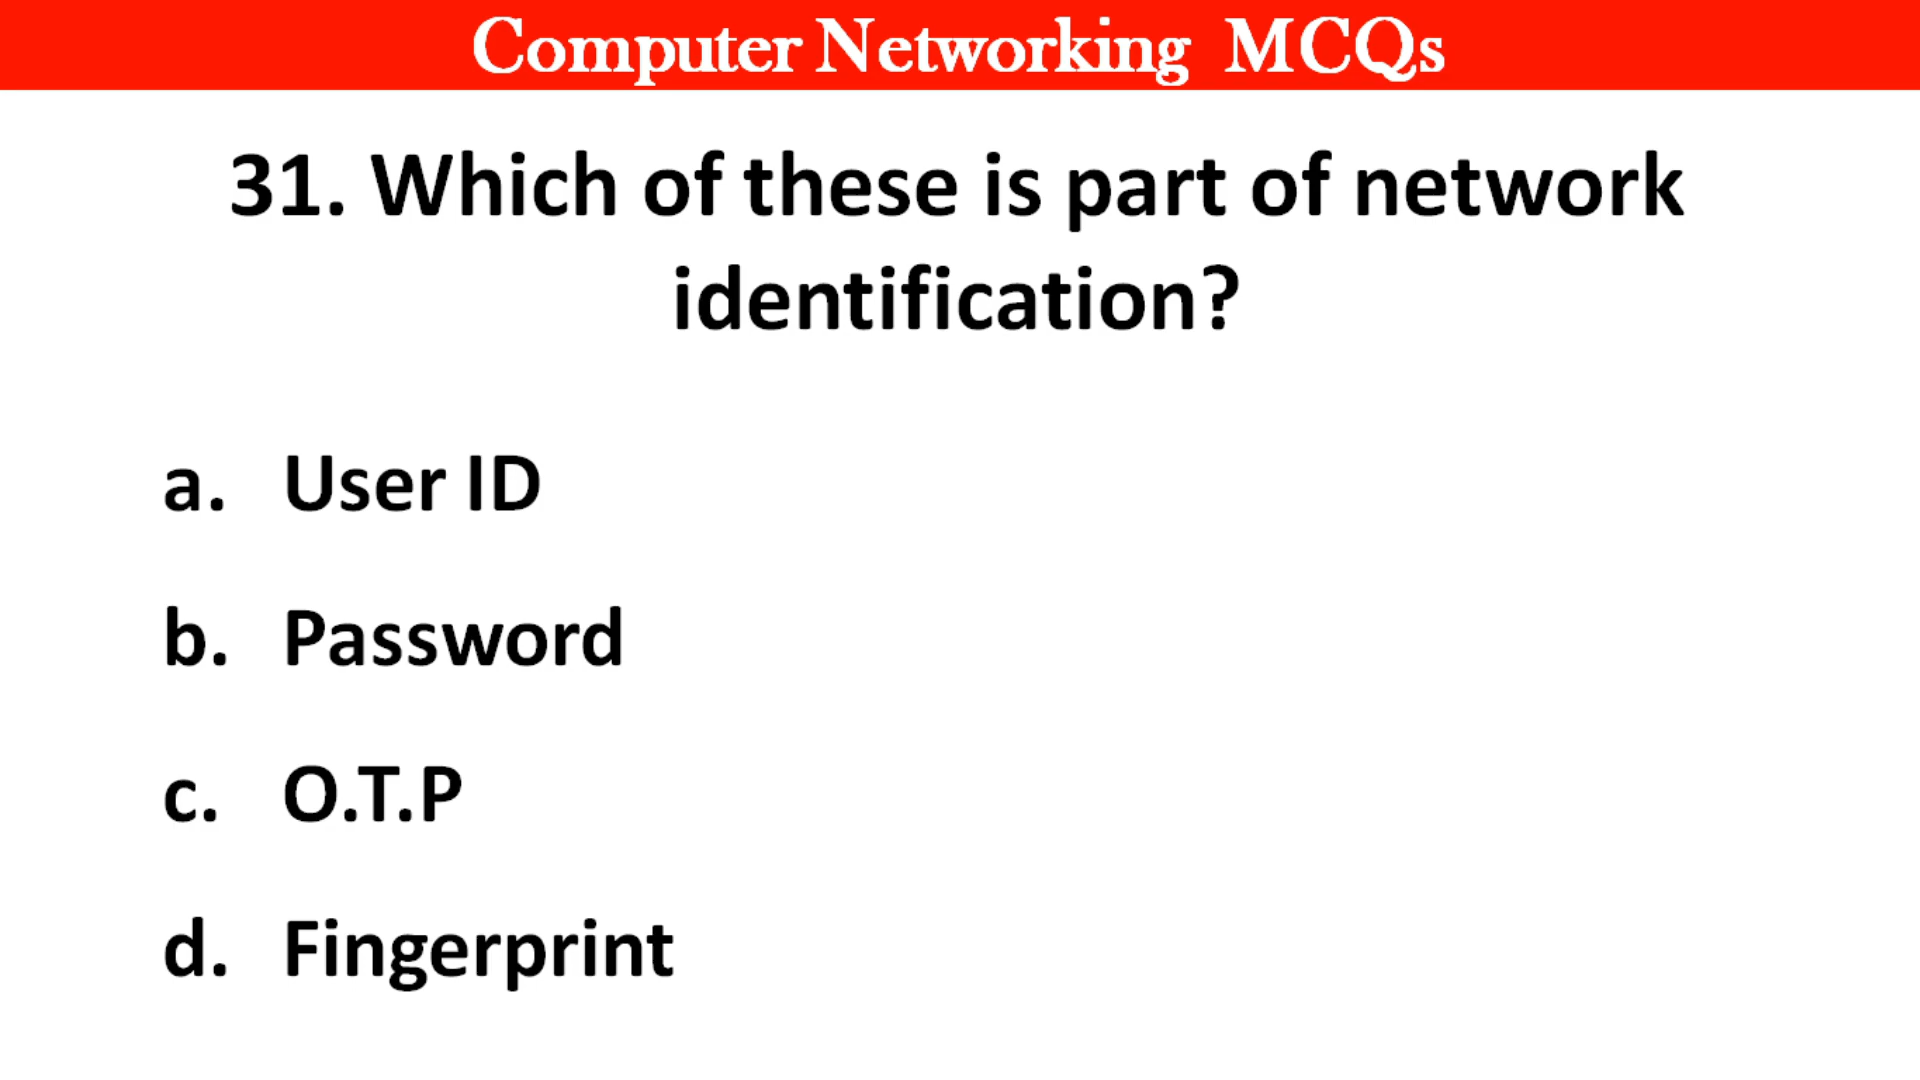 Computer Networking MCQs
31. Which of these is part of network
identification?
a. User ID
b. Password
c. O.T.P
d. Fingerprint